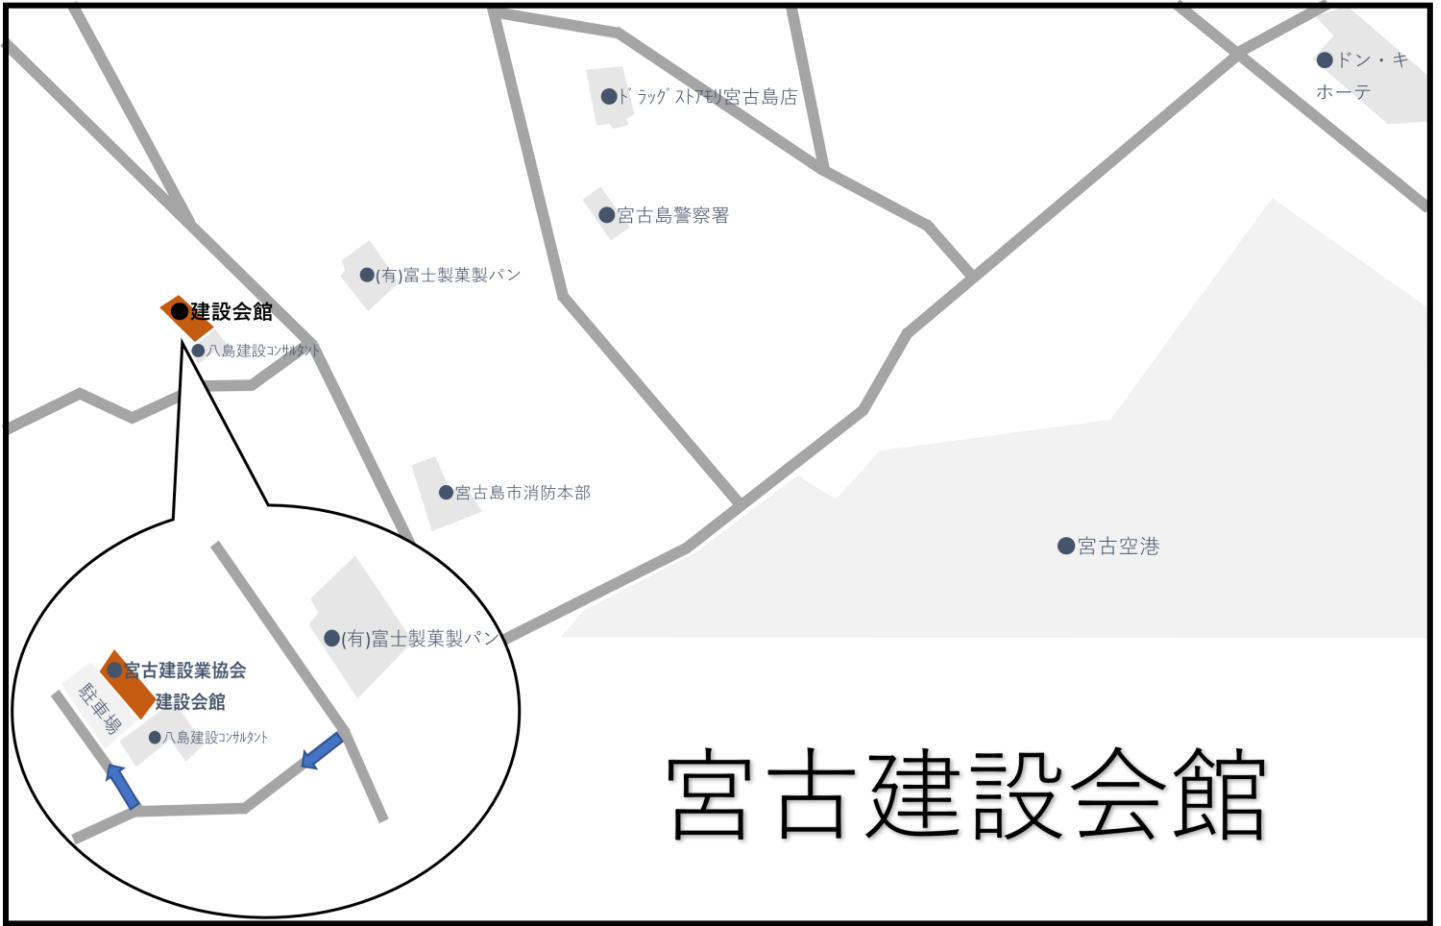 ドン・キ
ホーテ
ﾄﾞﾗｯｸﾞｽﾄｱﾓﾘ宮古島店
宮古島警察署
(有)富士製菓製パン
建設会館
八島建設ｺﾝｻﾙﾀﾝﾄ
宮古島市消防本部
宮古空港
(有)富士製菓製パン
宮古建設業協会
建設会館
駐車場
八島建設ｺﾝｻﾙﾀﾝﾄ
宮古建設会館